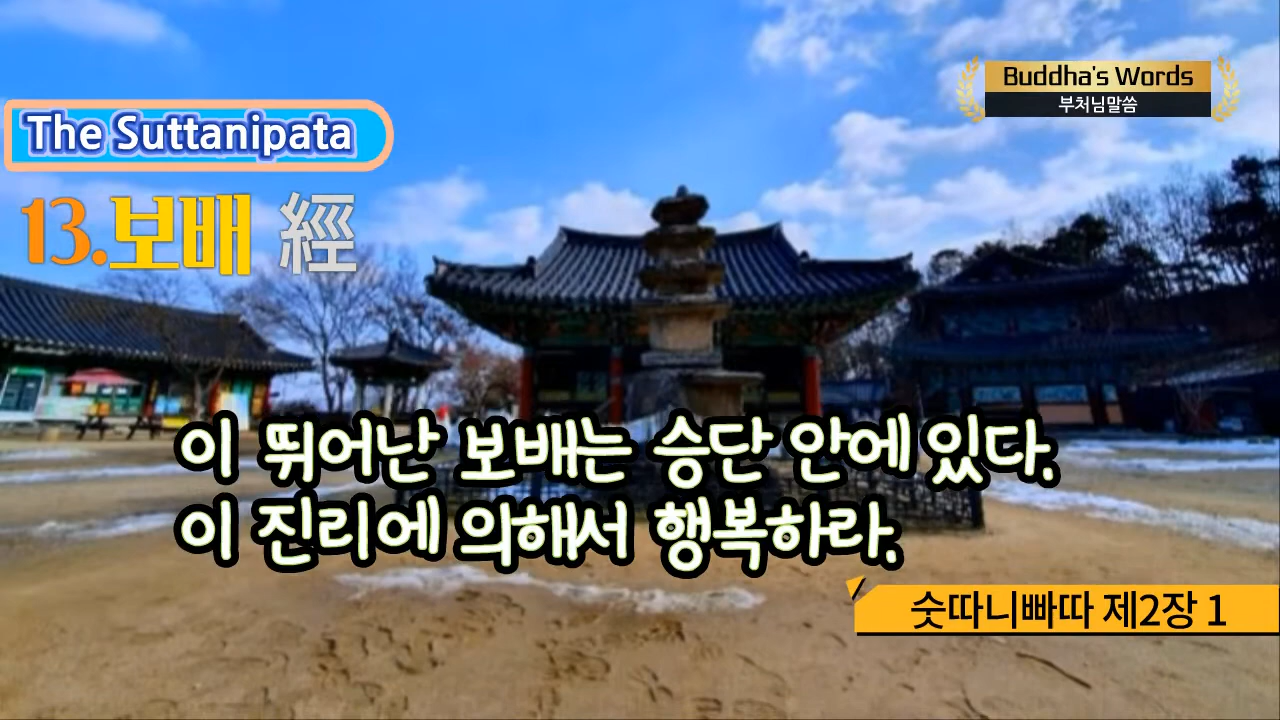 Buddha's Words
부처님말씀
The Suttanipata
13.보배 經
이 뛰어난 보배는 승단 안에 있다.
이 진리에 의해서 행복하라.
숫따니빠따 제2장 1